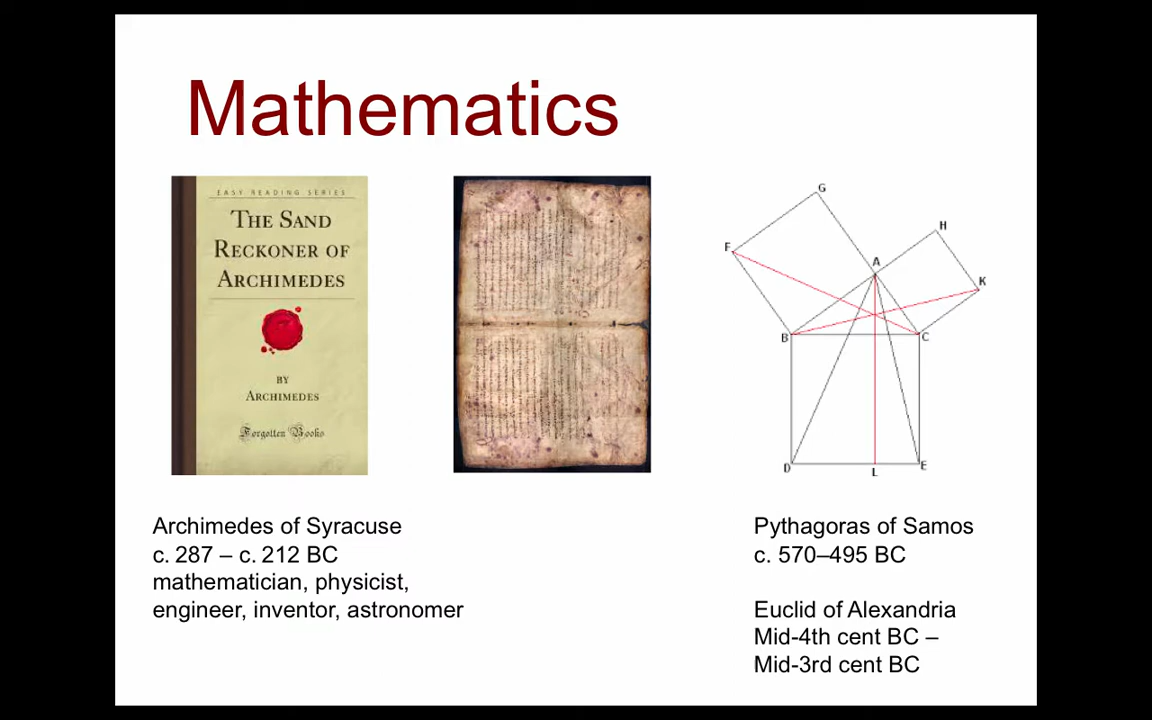 Mathematics
EASY READING SERIES
THE SAND
RECKONER OF
ARCHIMEDES
BY
ARCHIMEDES
Forgotten Books
G
H
F
A
K
B
C
D
L
E
Archimedes of Syracuse
c. 287 – c. 212 BC
mathematician, physicist,
engineer, inventor, astronomer
Pythagoras of Samos
c. 570–495 BC
Euclid of Alexandria
Mid-4th cent BC –
Mid-3rd cent BC